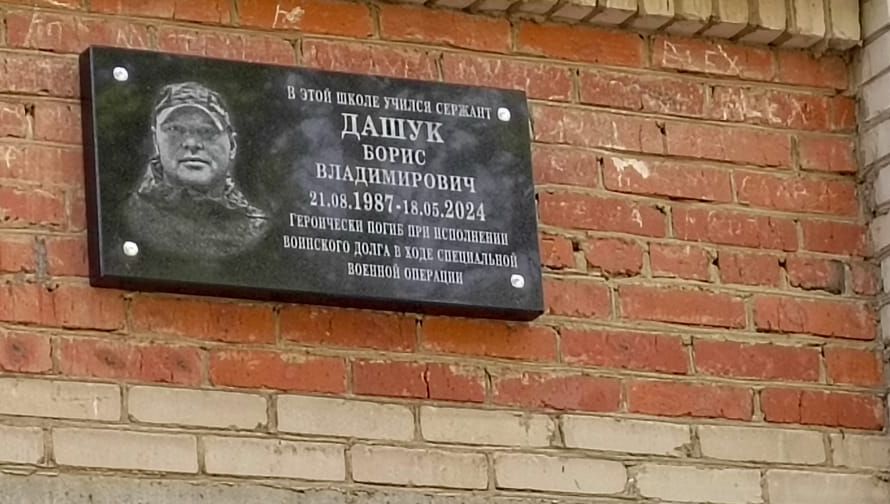 В ЭТОЙ ШКОЛЕ УЧИЛСЯ СЕРЖАНТ
ДАШУК
БОРИС
ВЛАДИМИРОВИЧ
21.08.1987-18.05.2024
ГЕРОИЧЕСКИ ПОГИБ ПРИ ИСПОЛНЕНИИ
ВОИНСКОГО ДОЛГА В ХОДЕ СПЕЦИАЛЬНОЙ
ВОЕННОЙ ОПЕРАЦИИ